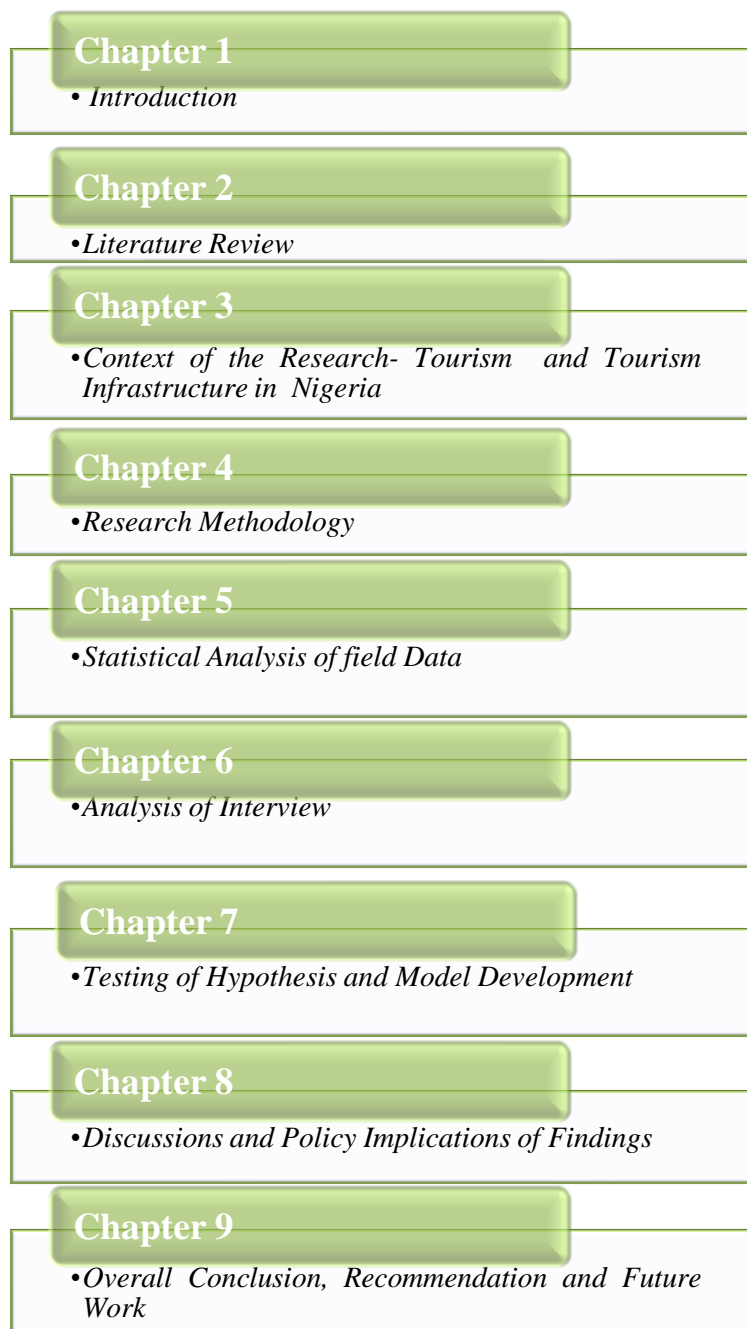 Chapter 1
• Introduction
Chapter 2
•Literature Review
Chapter 3
•Context of the Research- Tourism and Tourism
Infrastructure in Nigeria
Chapter 4
•Research Methodology
Chapter 5
•Statistical Analysis of field Data
Chapter 6
•Analysis of Interview
Chapter 7
•Testing of Hypothesis and Model Development
Chapter 8
•Discussions and Policy Implications of Findings
Chapter 9
•Overall Conclusion, Recommendation and Future
Work